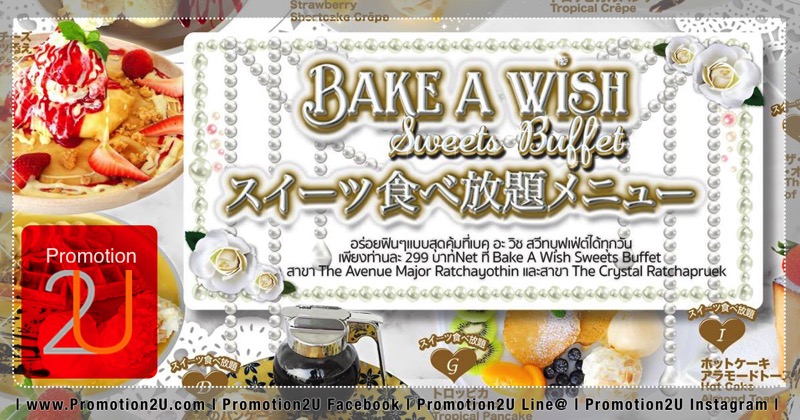 Strawberry
Shortcake Crêpe
Tropical Crêpe
BAKE A WISH
Sweets Buffet
スイーツ食べ放題メニュー
อร่อยฟินๆแบบสุดคุ้มที่เบค อะ วิช สวีทบุฟเฟ่ต์ได้ทุกวัน
เพียงท่านละ 299 บาทNet ที่ Bake A Wish Sweets Buffet
สาขา The Avenue Major Ratchayothin และสาขา The Crystal Ratchapruek
Promotion
2U
スイーツ食べ放題
D
スイーツ食べ放題
G
トロピカ
Tropical Pancake
スイーツ食べ放題
I
ホットケーキ
アラモードトー
Hot Cake
| www.Promotion2U.com | Promotion2U Facebook | Promotion2U Line@ | Promotion2U Instagram |